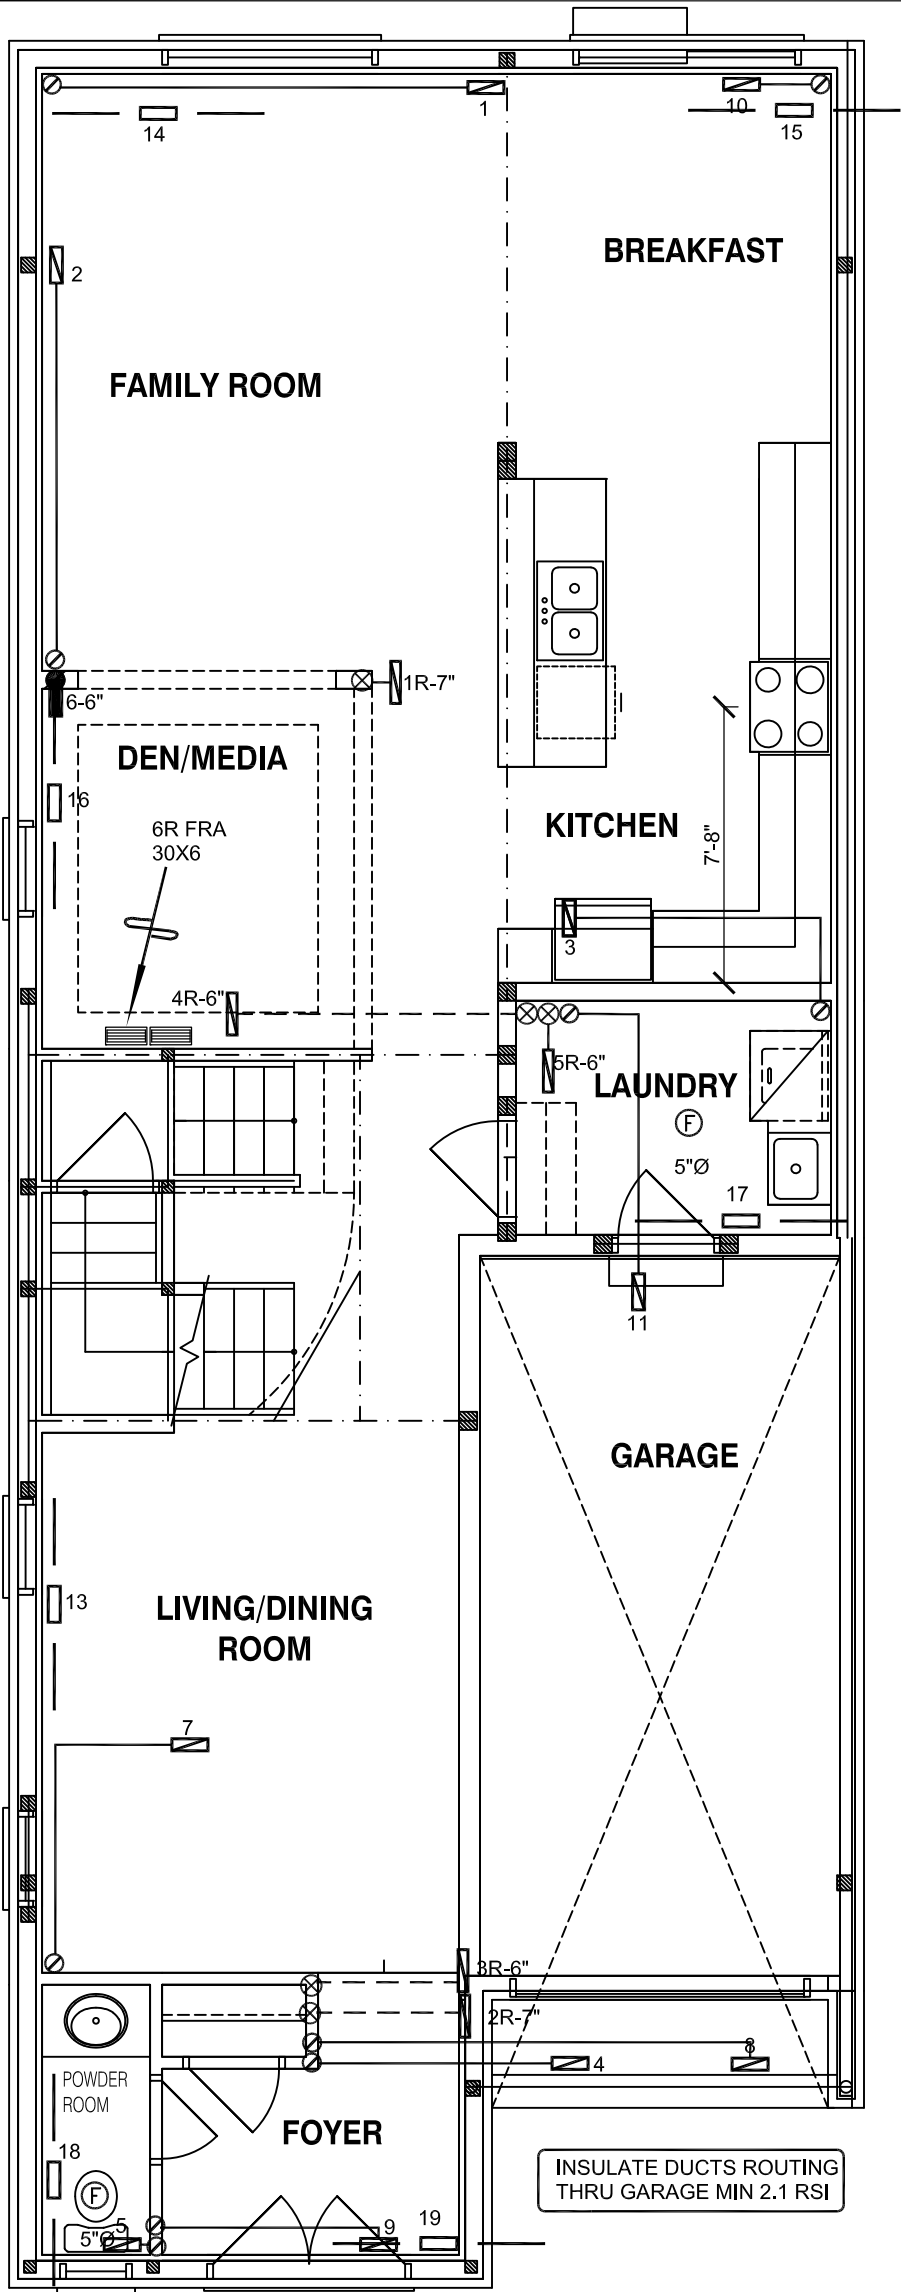 1
10
14
15
BREAKFAST
2
FAMILY ROOM
1R-7"
6-6"
DEN/MEDIA
16
6R FRA
30X6
KITCHEN
7'-8"
3
4R-6"
5R-6"
LAUNDRY
F
5"Ø
17
11
GARAGE
13
LIVING/DINING
ROOM
7
3R-6"
2R-7"
8
4
POWDER
ROOM
FOYER
18
F
INSULATE DUCTS ROUTING
THRU GARAGE MIN 2.1 RSI
5"Ø
5
9
19